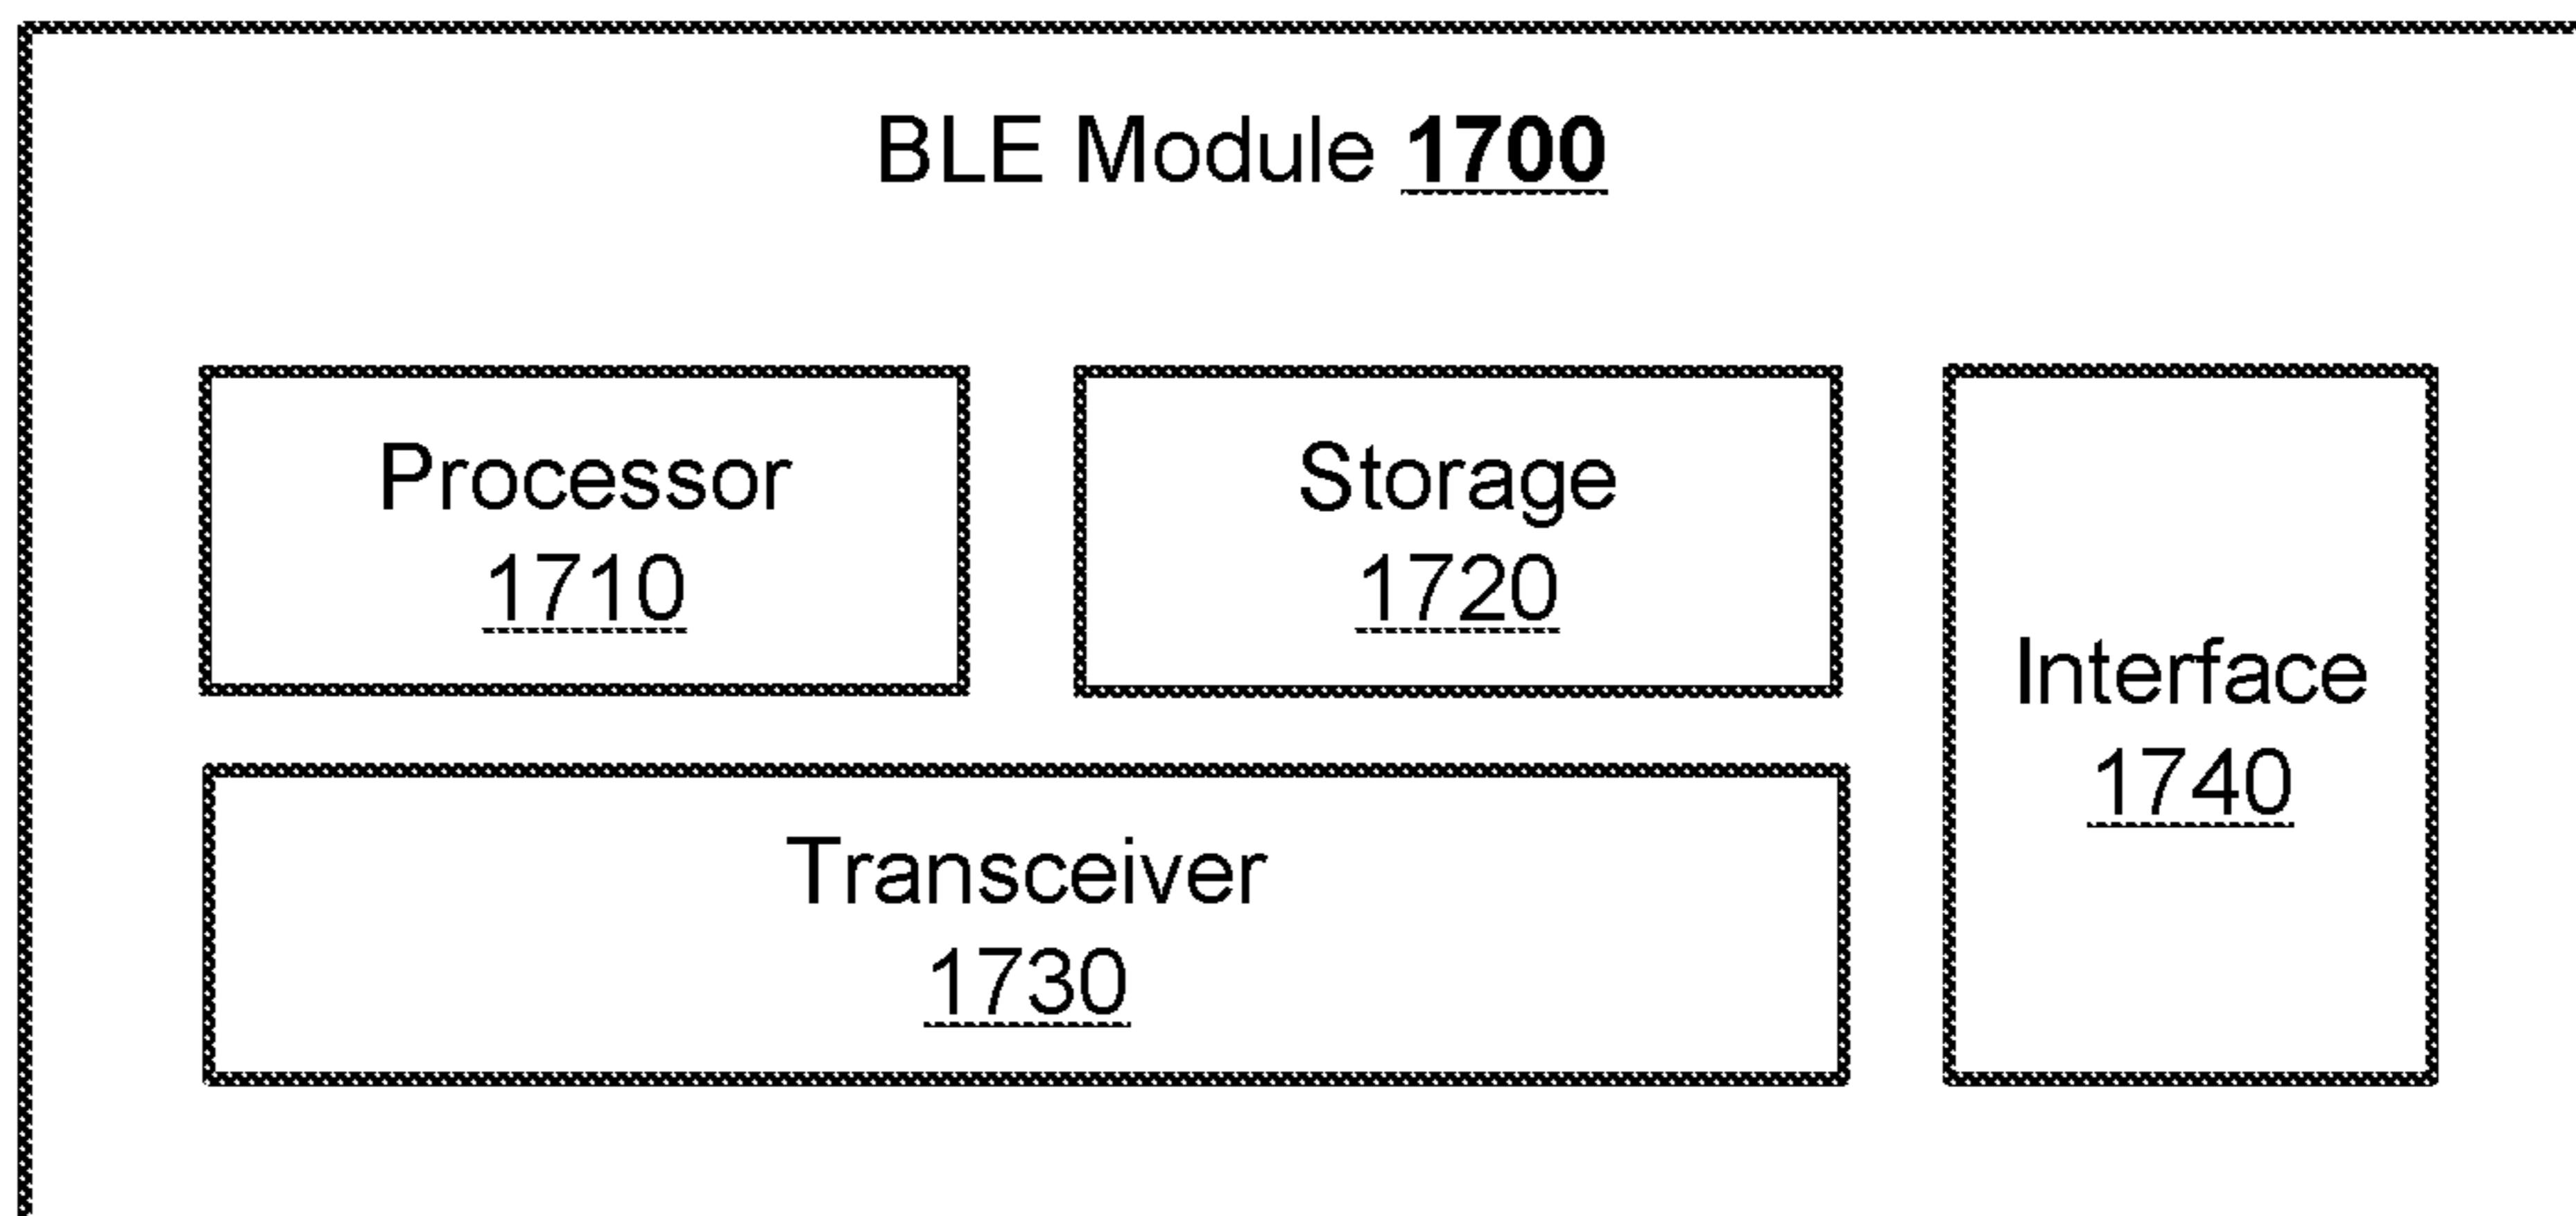 BLE Module 1700
Processor
1710
Storage
1720
Interface
1740
Transceiver
1730